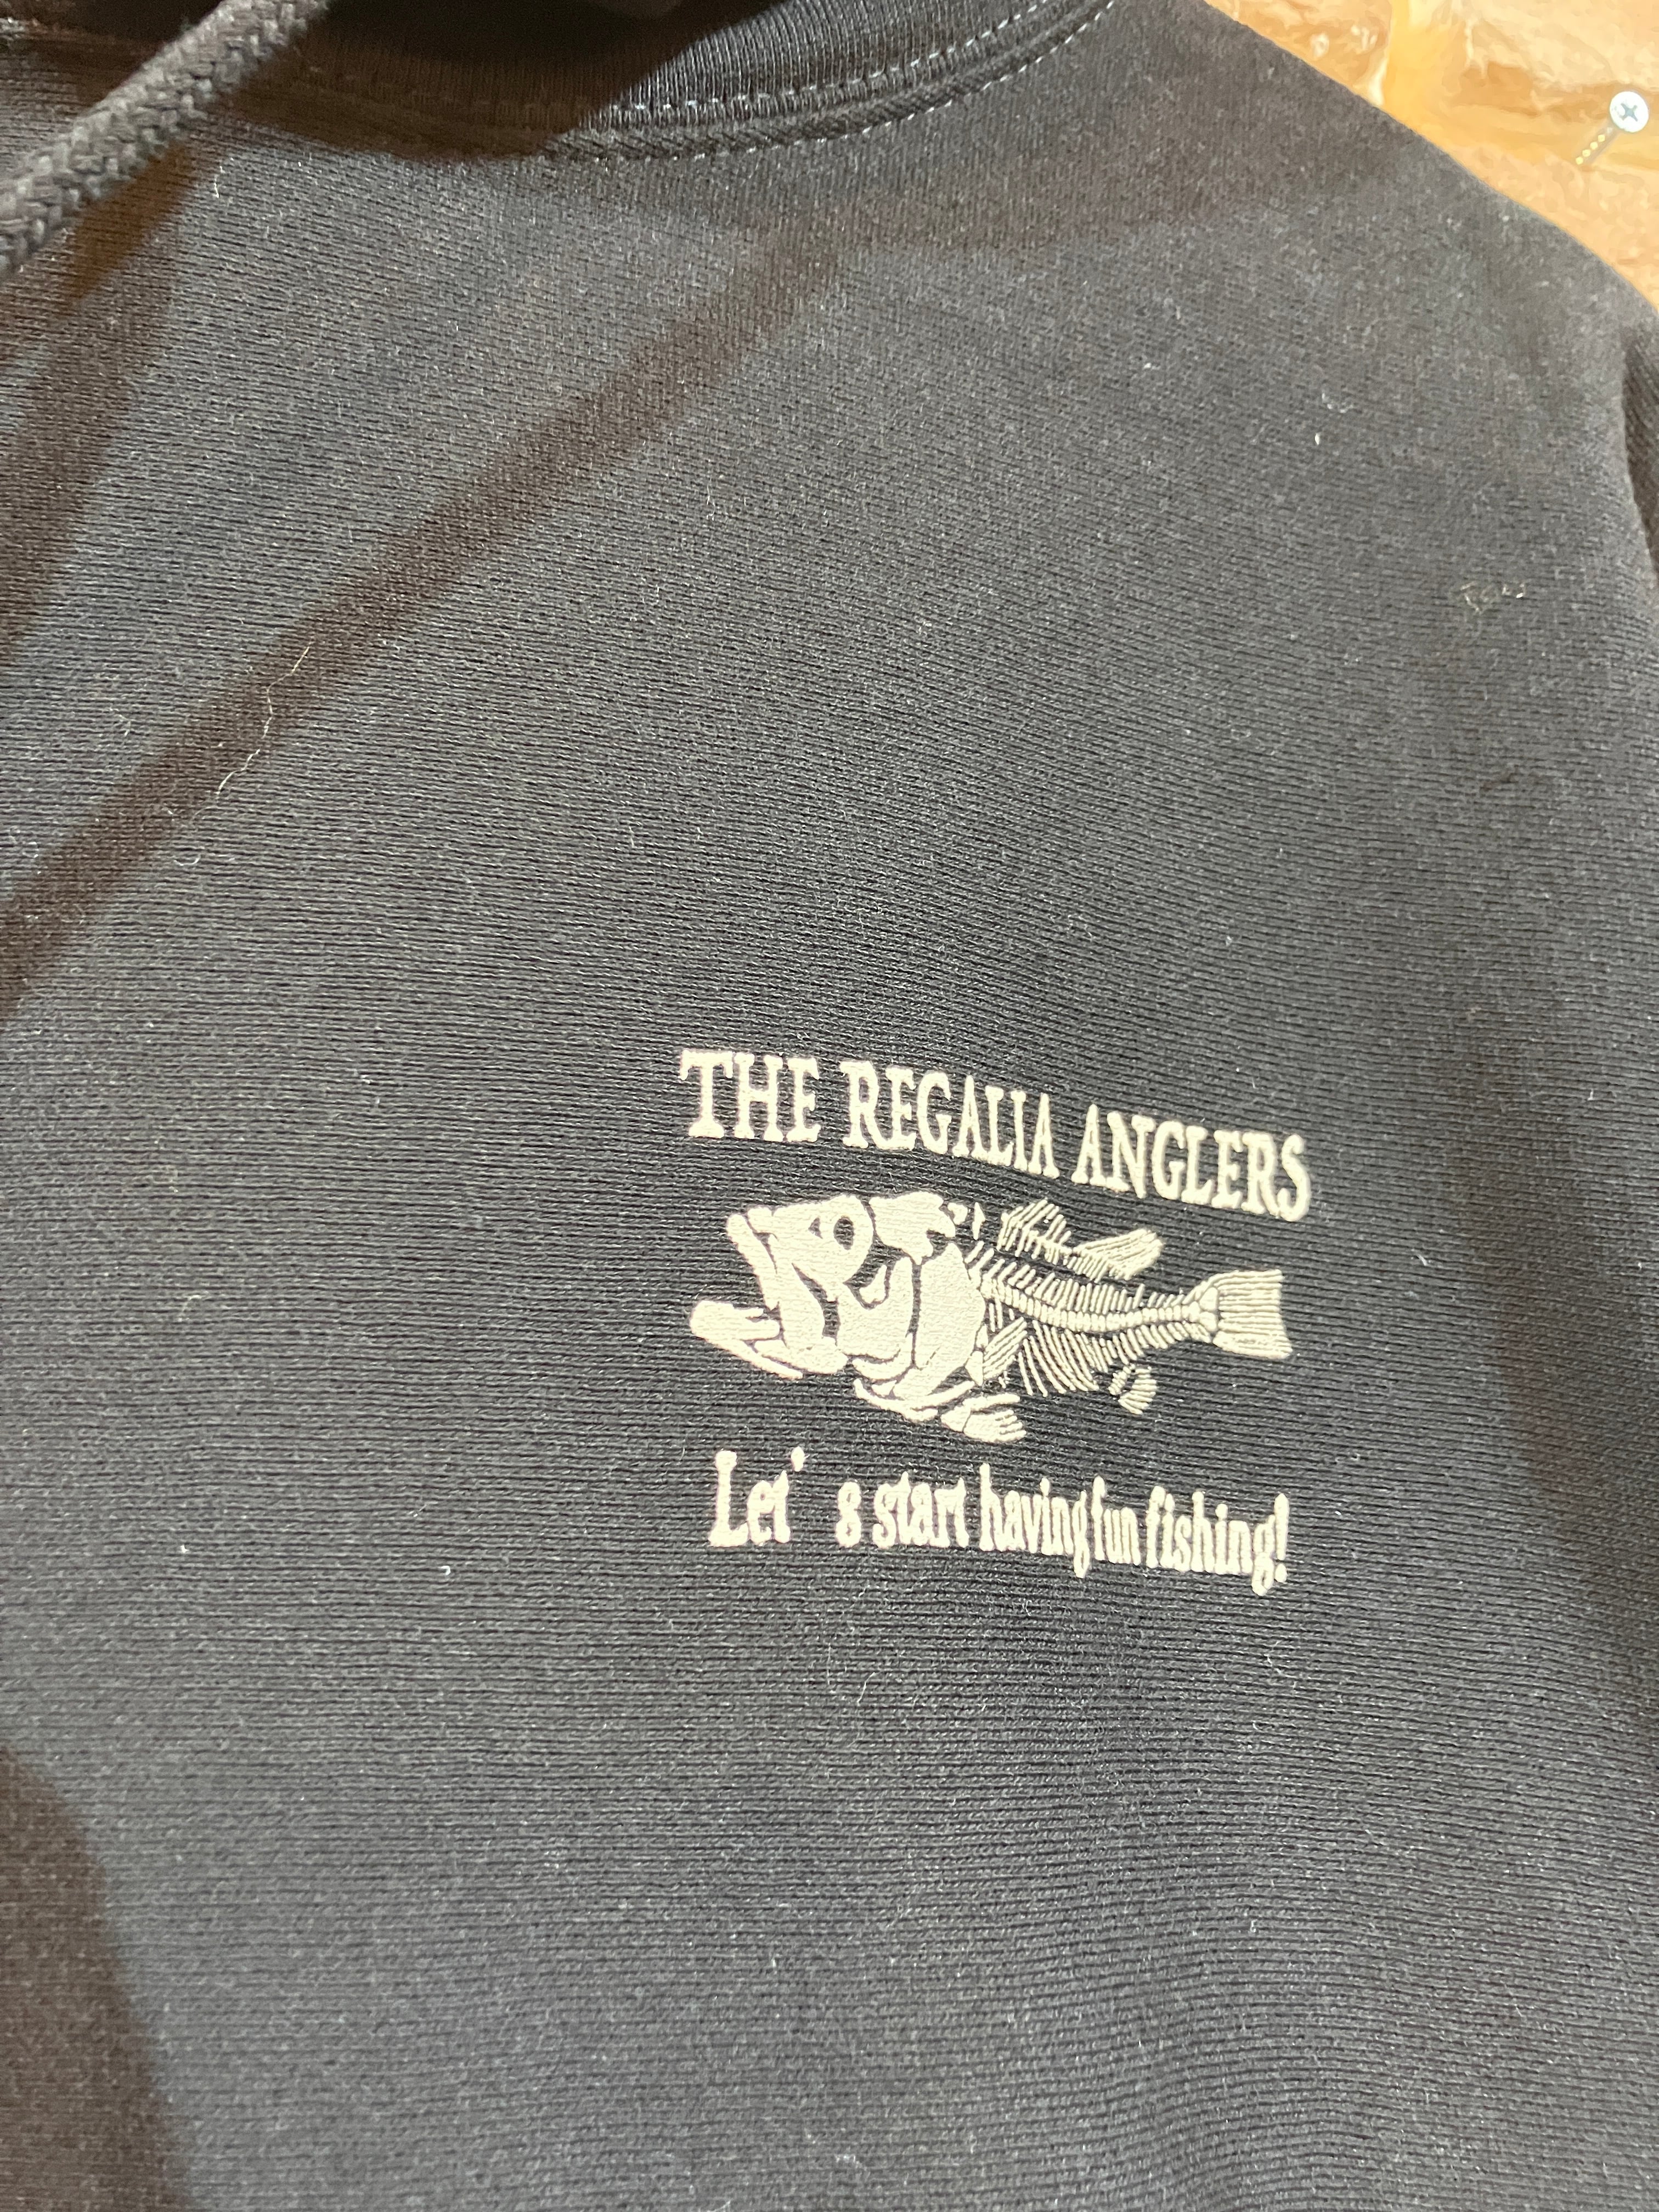 THE REGALIA ANGLERS
Let's start having fun fishing!